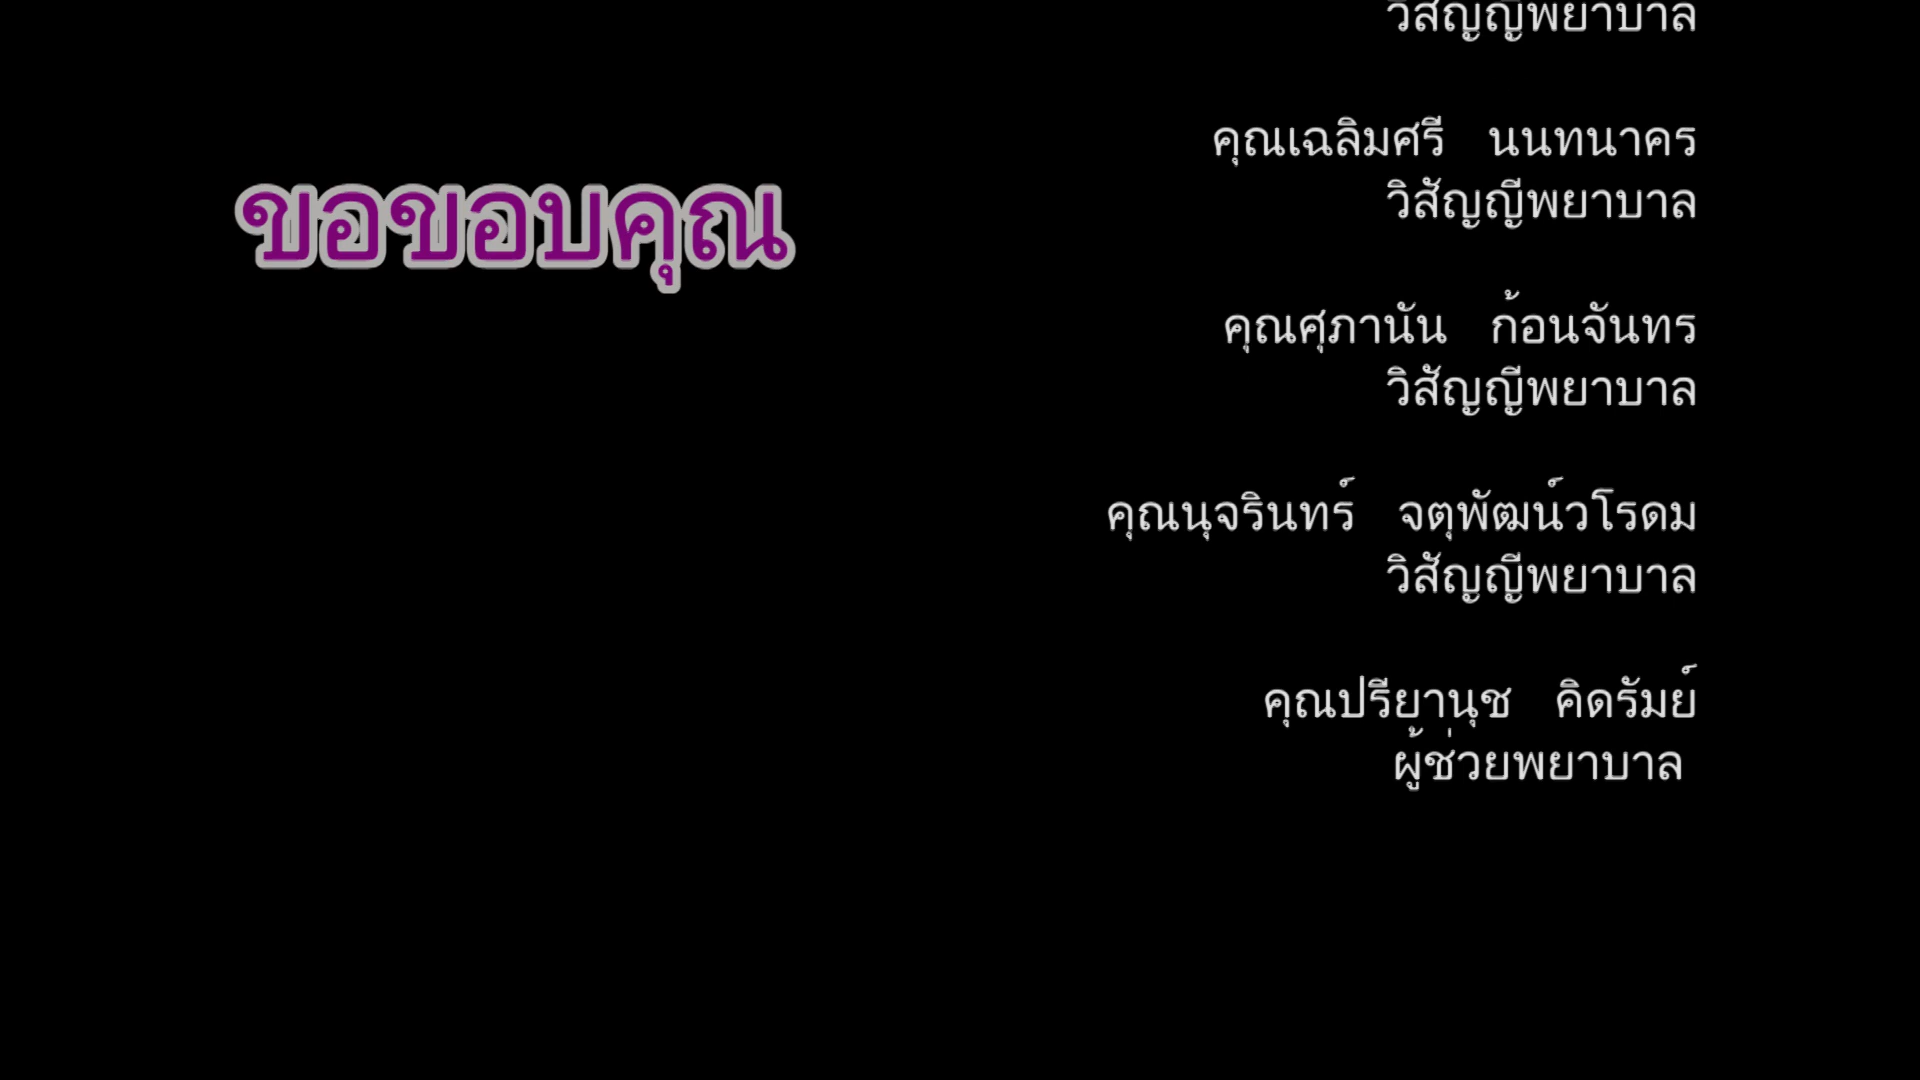 วิสัญญีพยาบาล
ขอขอบคุณ
คุณเฉลิมศรี นนทนาคร
วิสัญญีพยาบาล
คุณศุภานัน ก้อนจันทร
วิสัญญีพยาบาล
คุณนุจรินทร์ จตุพัฒน์วโรดม
วิสัญญีพยาบาล
คุณปรียานุช คิดรัมย์
ผู้ช่วยพยาบาล